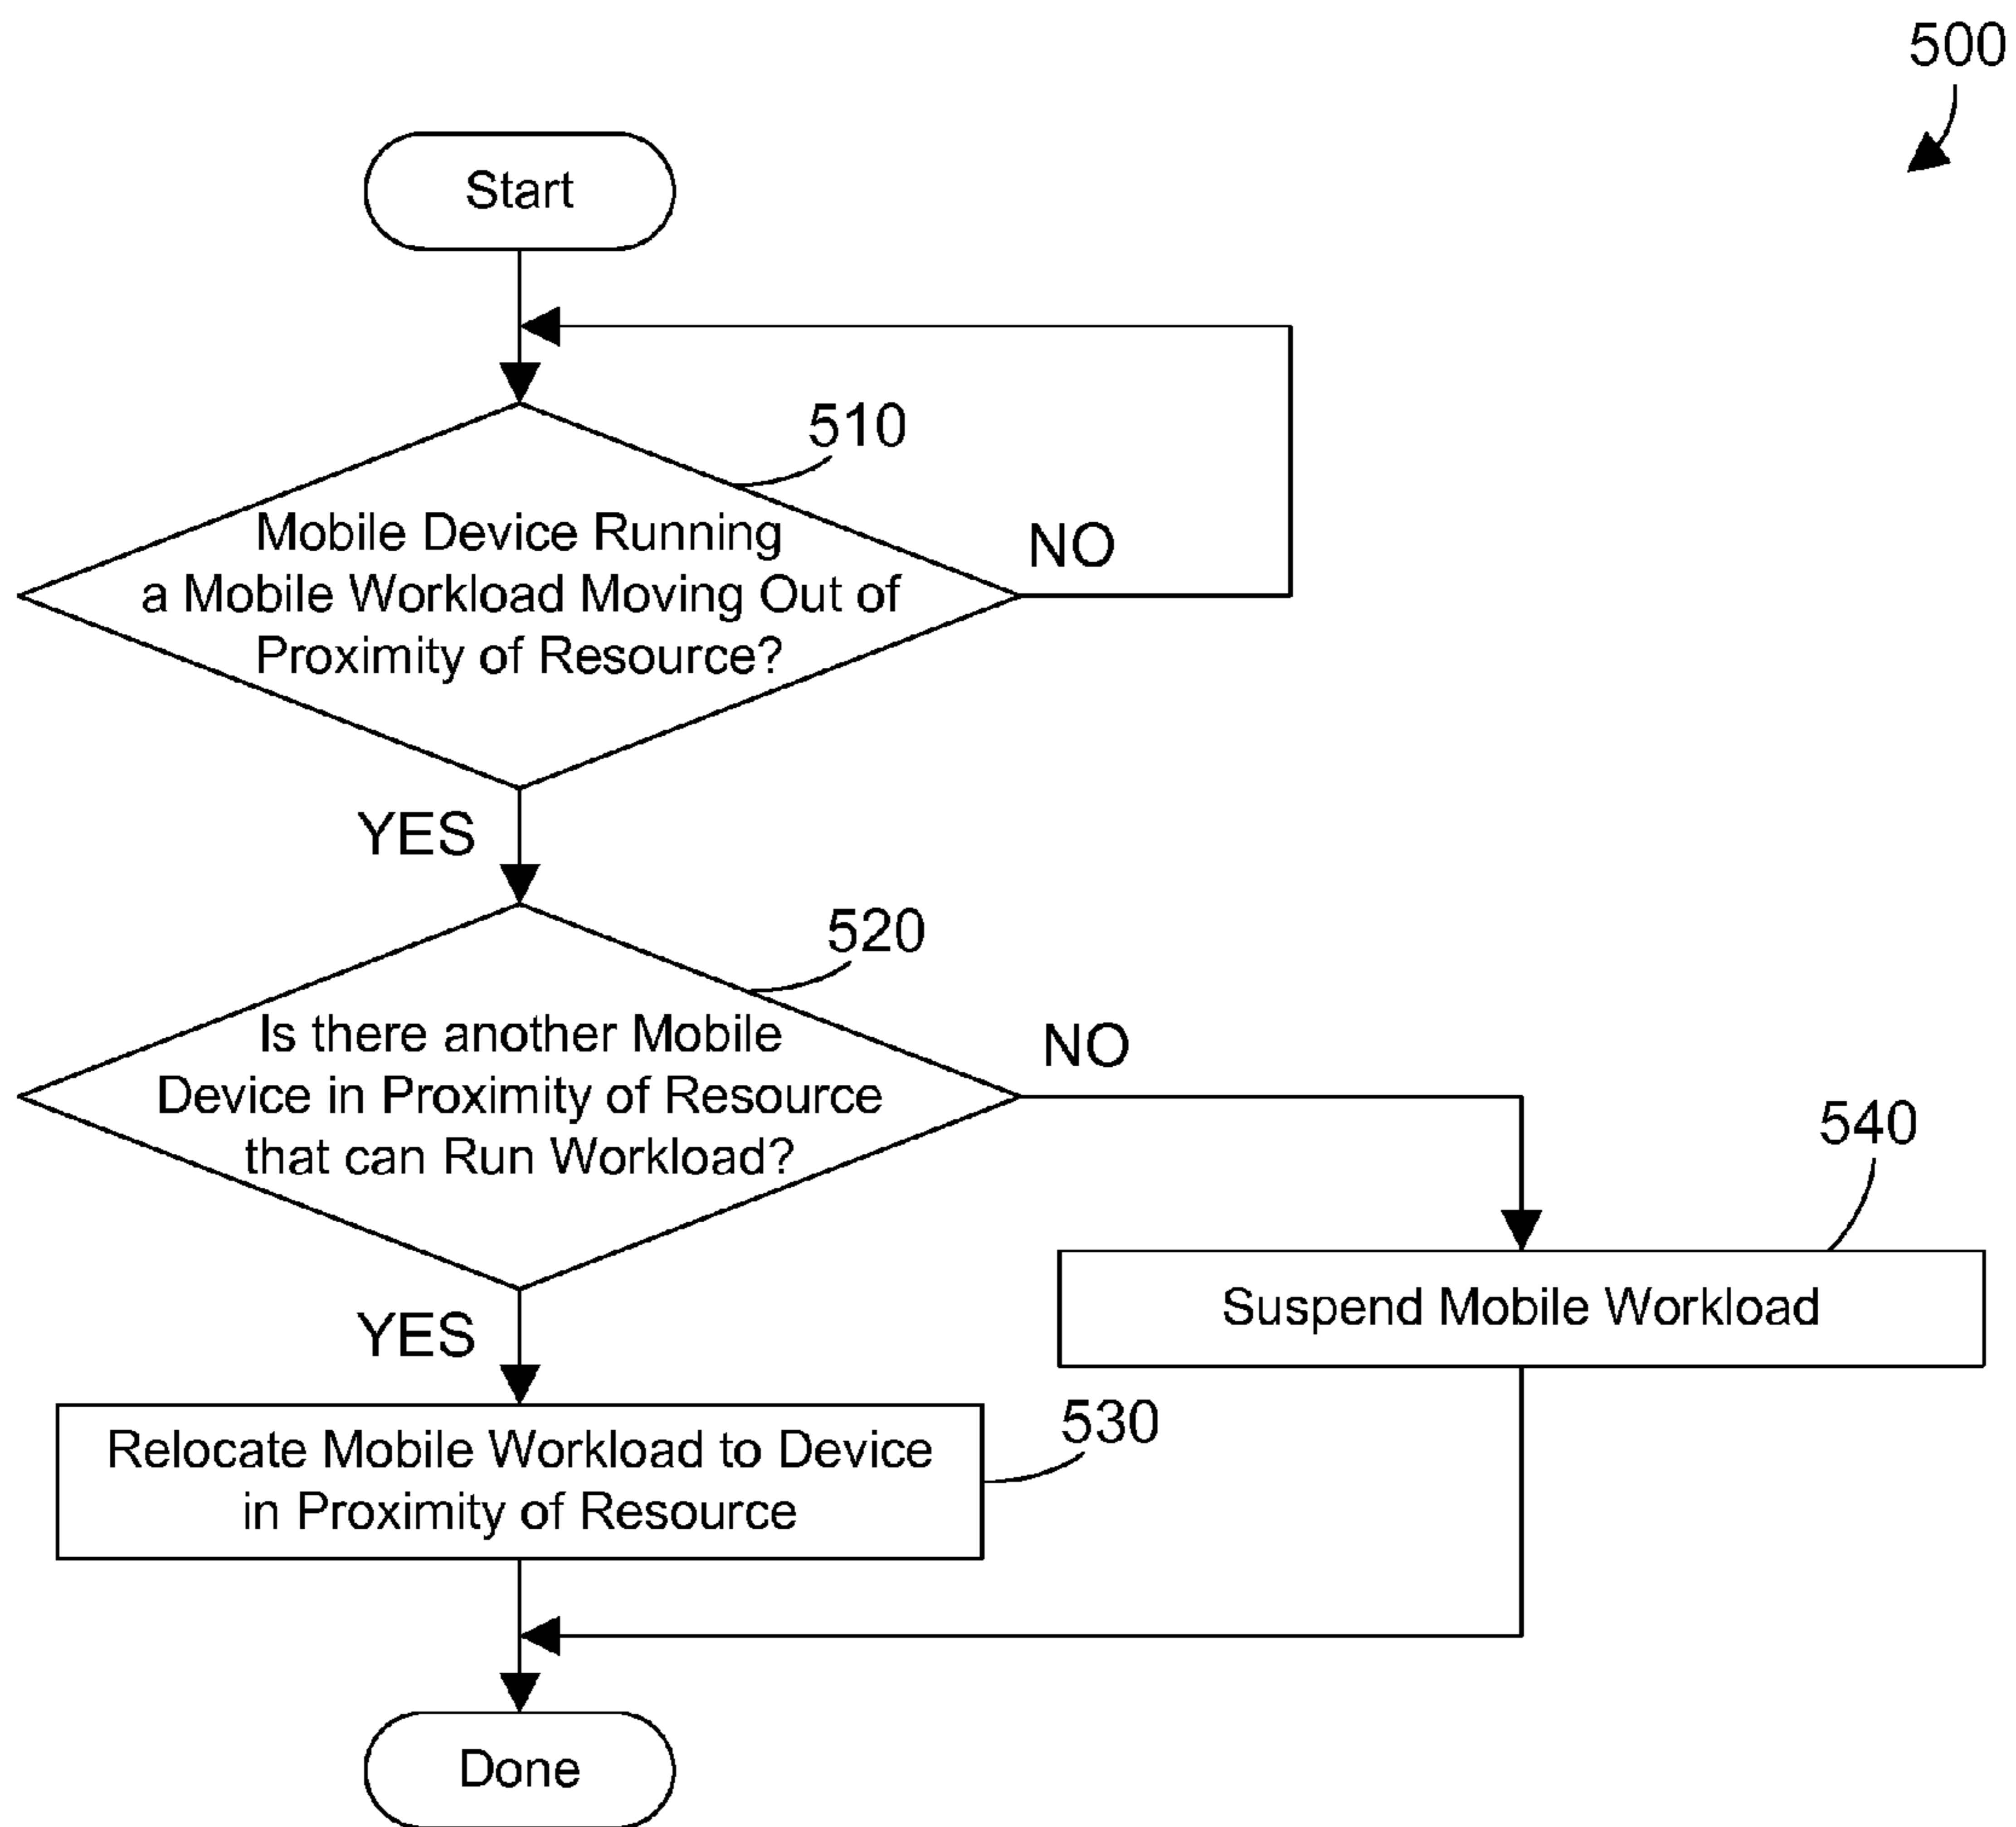 500
Start
510
Mobile Device Running
a Mobile Workload Moving Out of
Proximity of Resource?
NO
YES
520
Is there another Mobile
Device in Proximity of Resource
that can Run Workload?
NO
540
Suspend Mobile Workload
YES
530
Relocate Mobile Workload to Device
in Proximity of Resource
Done